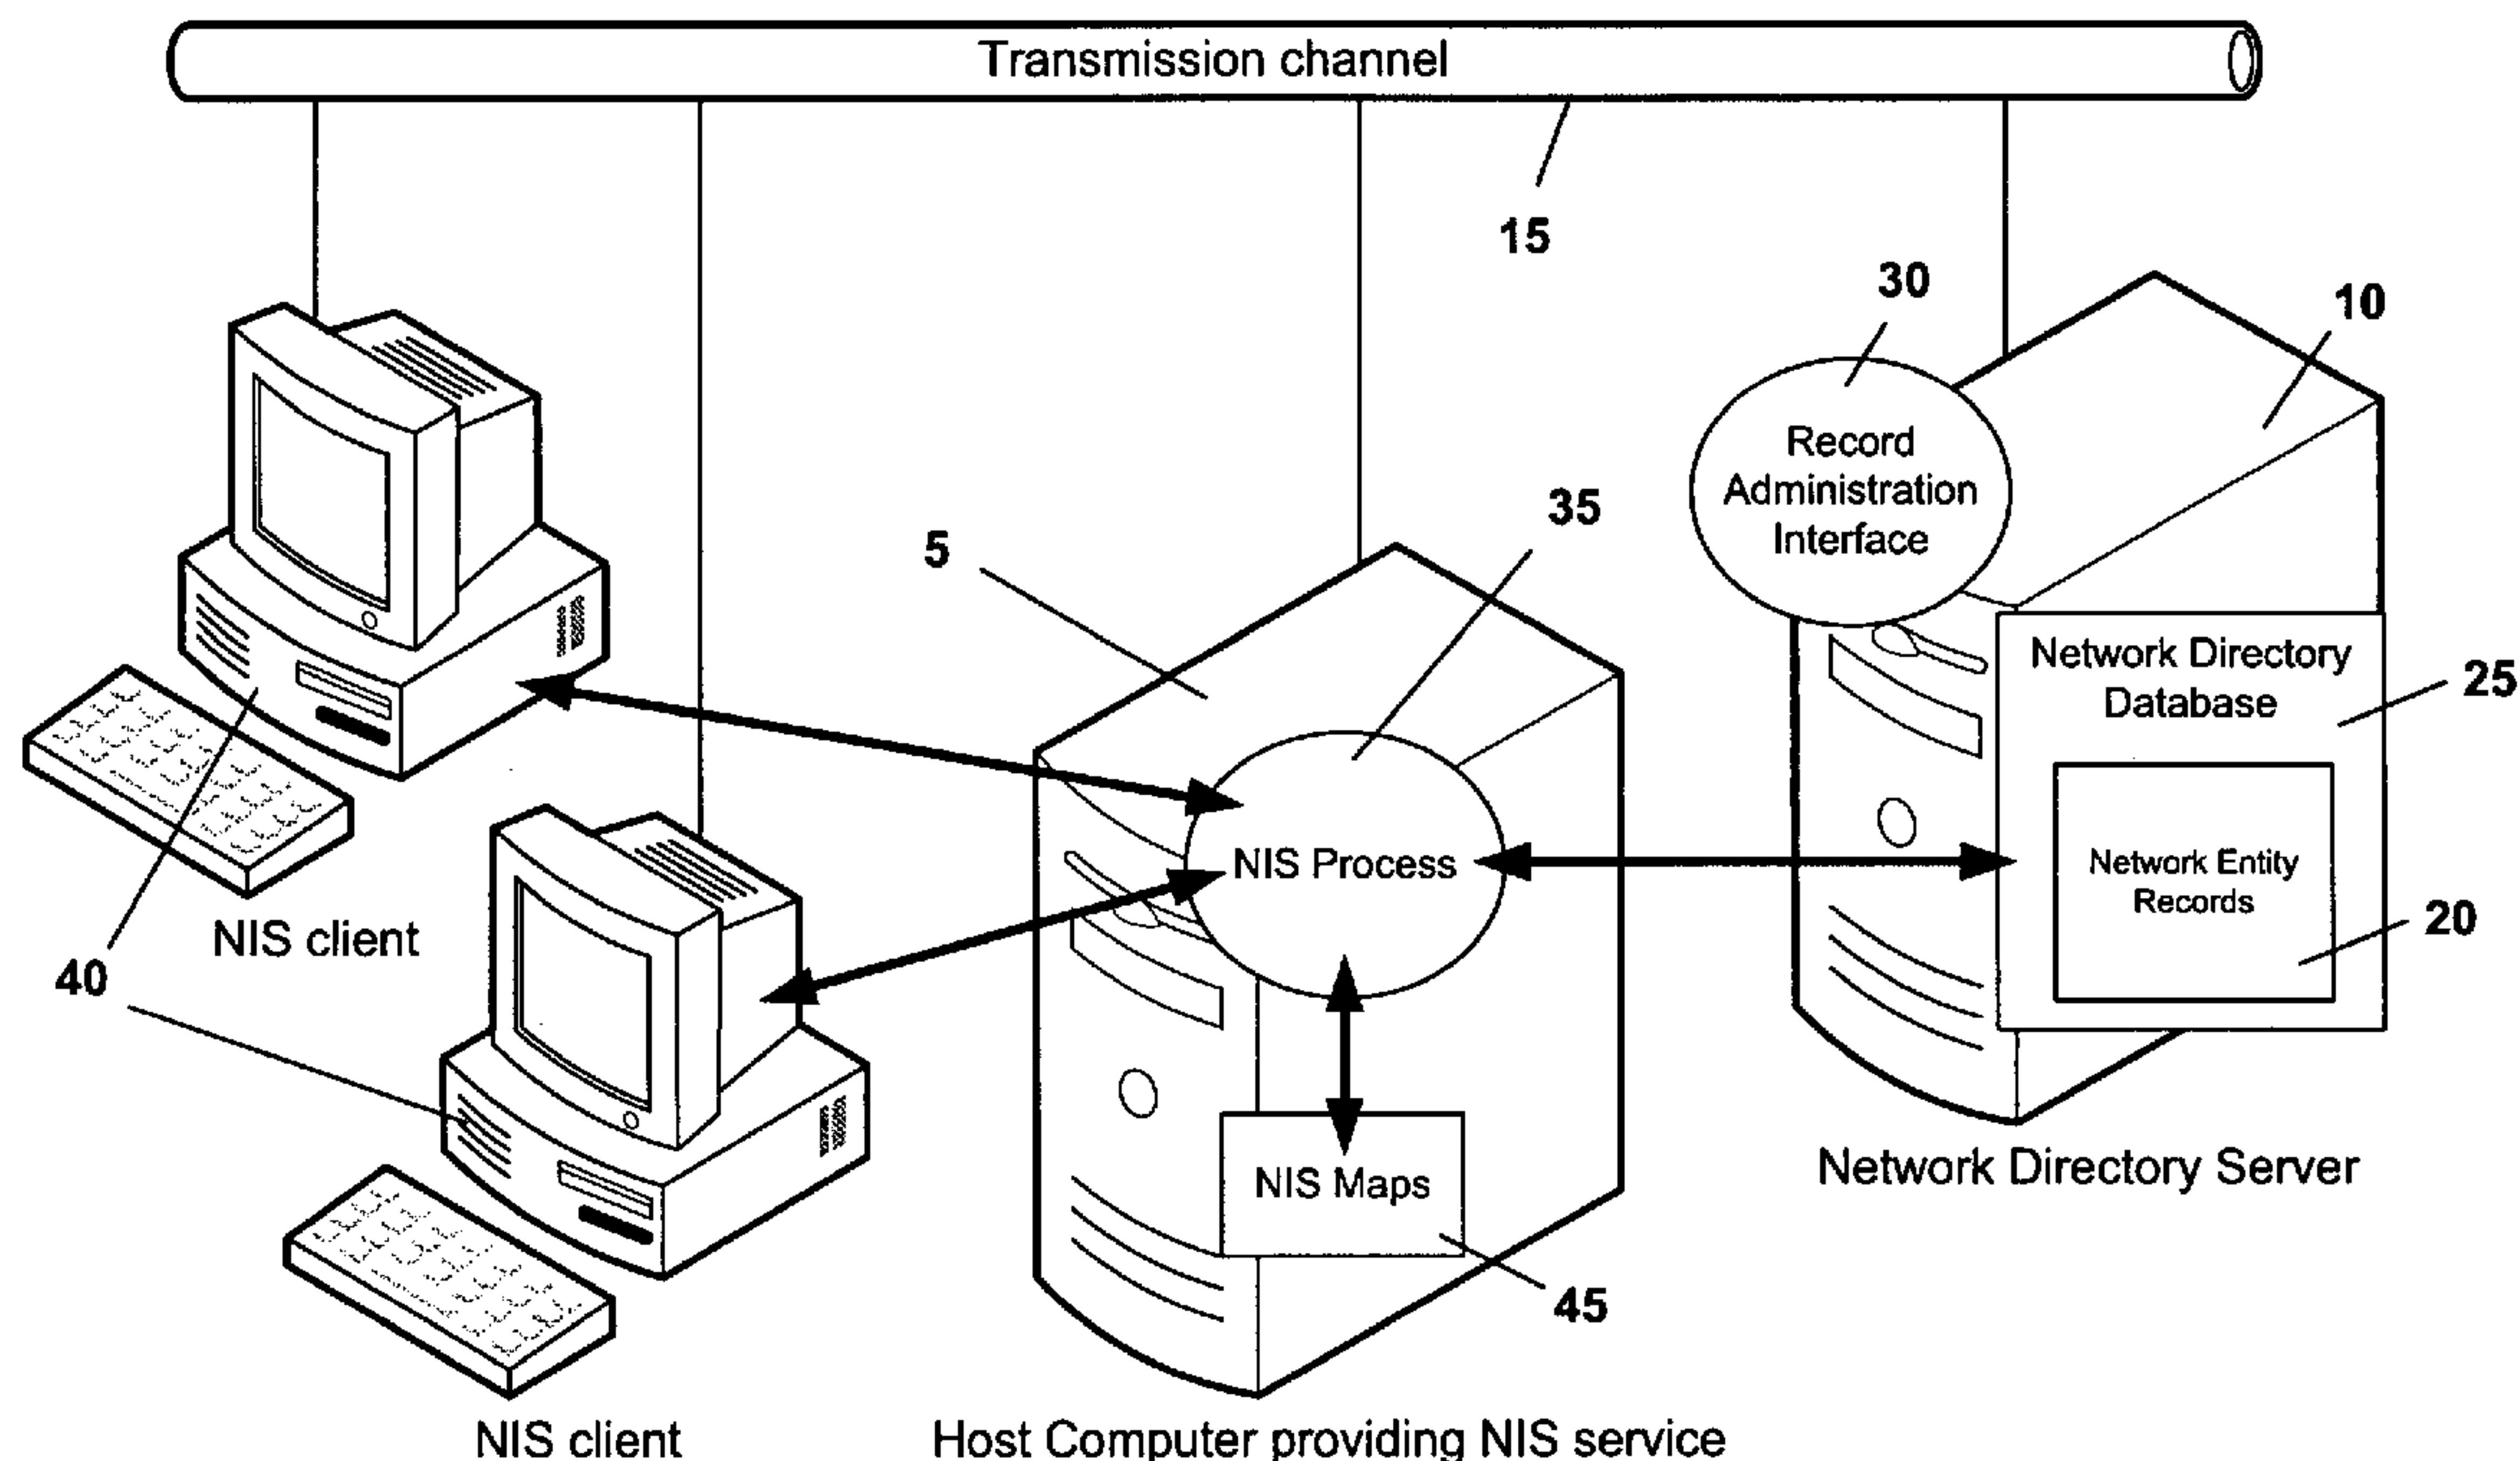 Transmission channel
15
30
10
Record
Administration
Interface
35
5
Network Directory
Database
25
NIS Process
Network Entity
Records
20
NIS client
40
NIS Maps
Network Directory Server
45
NIS client
Host Computer providing NIS service